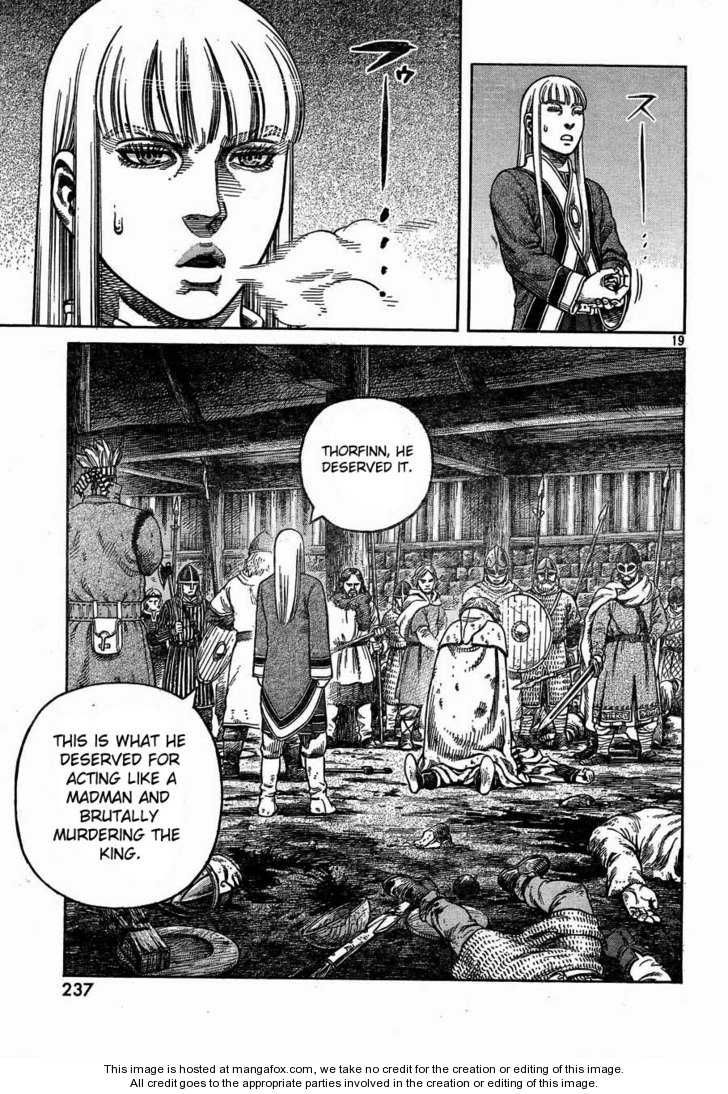 フゥ
スー
19
THORFINN, HE
DESERVED IT.
THIS IS WHAT HE
DESERVED FOR
ACTING LIKE A
MADMAN AND
BRUTALLY
MURDERING THE
KING.
237
This image is hosted at mangafox.com, we take no credit for the creation or editing of this image.
All credit goes to the appropriate parties involved in the creation or editing of this image.